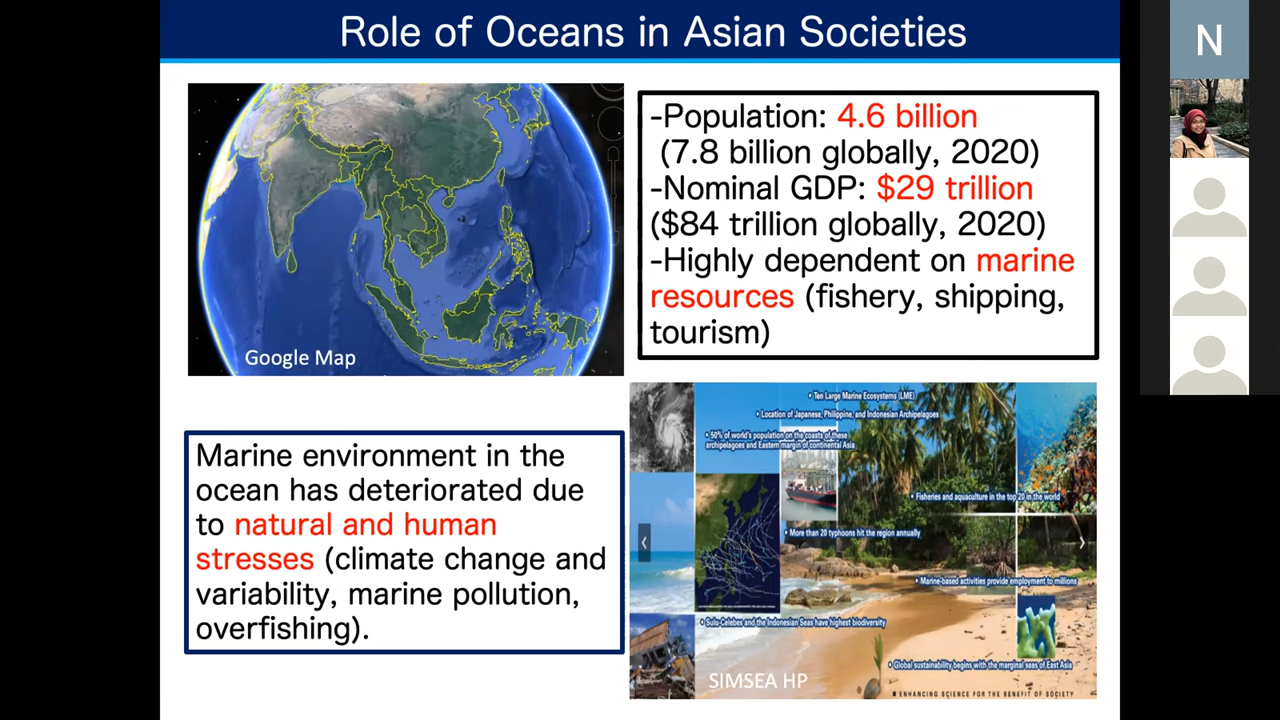 Role of Oceans in Asian Societies
N
Google Map
-Population: 4.6 billion
(7.8 billion globally, 2020)
-Nominal GDP: $29 trillion
($84 trillion globally, 2020)
-Highly dependent on marine
resources (fishery, shipping,
tourism)
Marine environment in the
ocean has deteriorated due
to natural and human
stresses (climate change and
variability, marine pollution,
overfishing).
• Ten Large Marine Ecosystems (LME)
• Location of Japanese, Philippine, and Indonesian Archipelagoes
• 50% of world's population on the coasts of these
archipelagoes and Eastern margin of continental Asia
• Fisheries and aquaculture in the top 20 in the world
• More than 20 typhoons hit the region annually
• Marine-based activities provide employment to millions
• Sulu-Celebes and the Indonesian Seas have highest biodiversity
• Global sustainability begins with the marginal seas of East Asia
SIMSEA HP
■ ENHANCING SCIENCE FOR THE BENEFIT OF SOCIETY